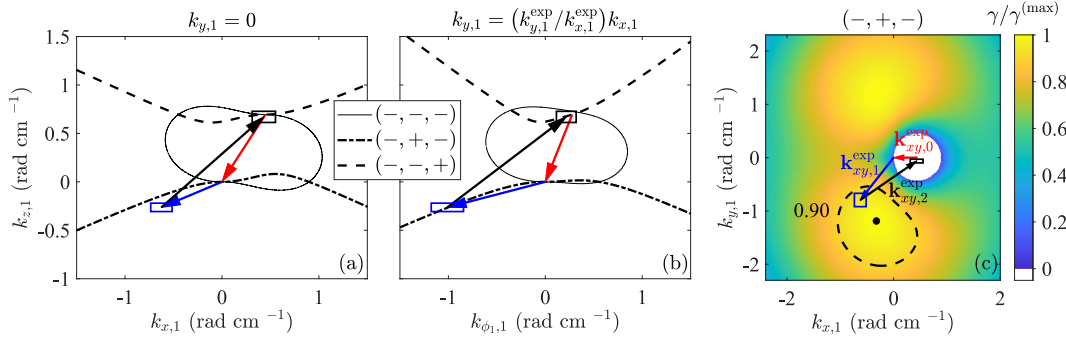 k_{y,1} = 0
1.5
1
0.5
0
-0.5
-1
k_{z,1} (rad cm ^{-1})
-1
0
1
k_{x,1} (rad cm ^{-1})
(a)
k_{y,1} = (k_{y,1}^{exp}/k_{x,1}^{exp})k_{x,1}
(−, −, −)
(−, +, −)
(−, −, +)
-1
0
1
k_{ϕ_1,1} (rad cm ^{-1})
(b)
(−, +, −)
γ/γ^{(max)}
2
1
0
-1
-2
k_{y,1} (rad cm ^{-1})
k_{xy,0}^{exp}
k_{xy,1}^{exp}
k_{xy,2}^{exp}
0.90
-2
0
2
k_{x,1} (rad cm ^{-1})
(c)
1
0.8
0.6
0.4
0.2
0